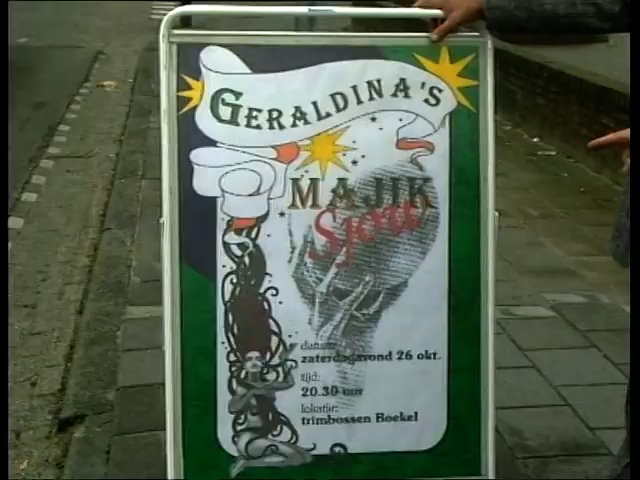 GERALDINA'S
MAJIK
Sjow
datum:
zaterdagavond 26 okt.
tijd:
20.30 uur
lokatie:
trimbossen Boekel